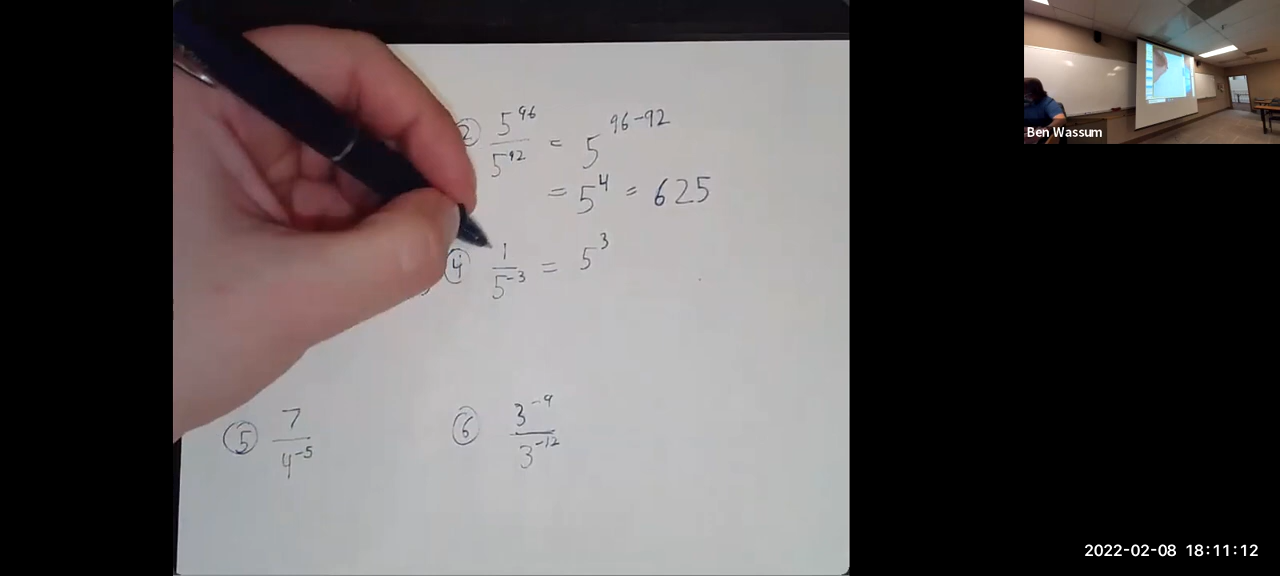 ② 5^96 / 5^92 = 5^96-92
= 5^4 = 625
④ 1 / 5^-3 = 5^3
⑤ 7 / 4^-5
⑥ 3^-9 / 3^-12
Ben Wassum
2022-02-08 18:11:12